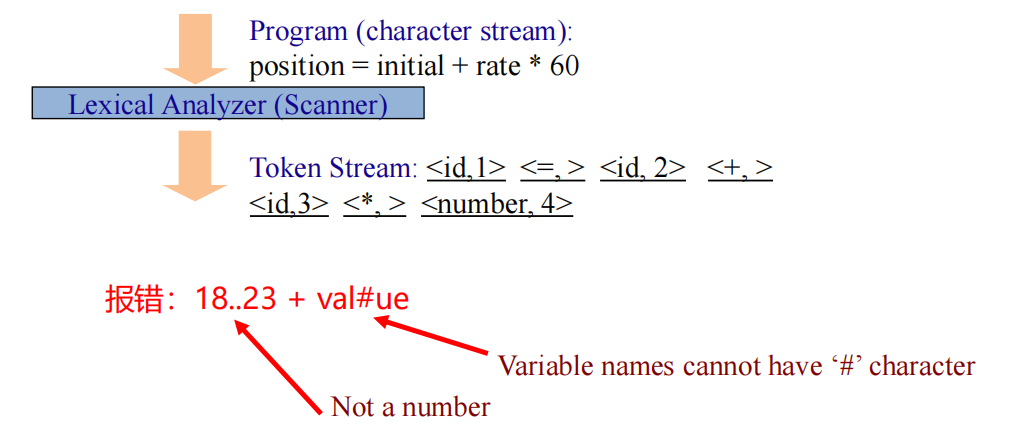 Program (character stream):
position = initial + rate * 60
Lexical Analyzer (Scanner)
Token Stream: <id,1> <=, > <id, 2> <+, >
<id,3> <*, > <number, 4>
报错：18..23 + val#ue
Variable names cannot have ‘#’ character
Not a number